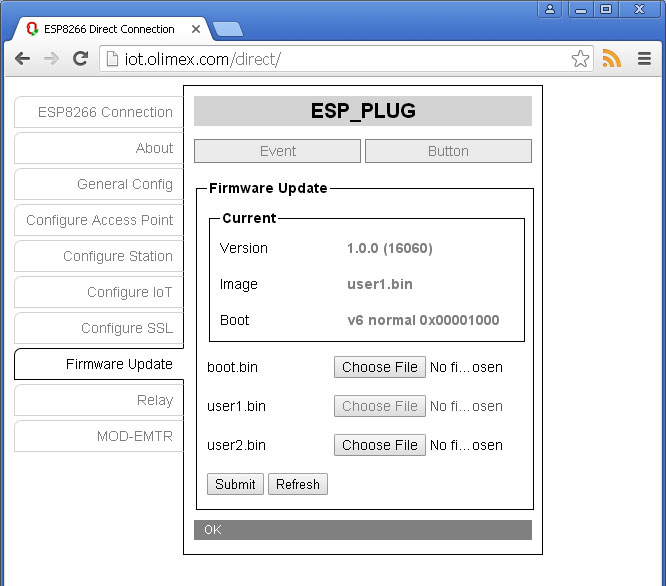 ESP8266 Direct Connection
iot.olimex.com/direct/
ESP8266 Connection
About
General Config
Configure Access Point
Configure Station
Configure IoT
Configure SSL
Firmware Update
Relay
MOD-EMTR
ESP_PLUG
Event Button
Firmware Update
Current
Version 1.0.0 (16060)
Image user1.bin
Boot v6 normal 0x00001000
boot.bin Choose File No fi...osen
user1.bin Choose File No fi...osen
user2.bin Choose File No fi...osen
Submit Refresh
OK